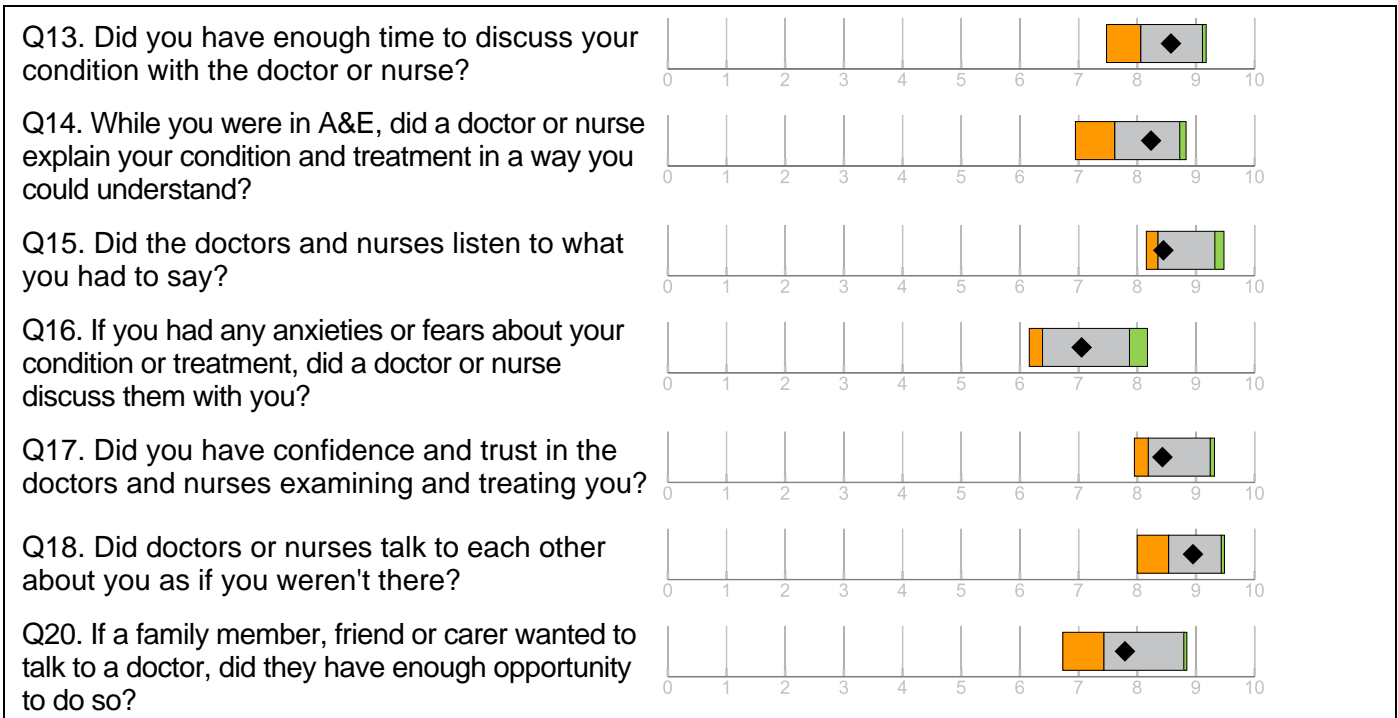 Q13. Did you have enough time to discuss your
condition with the doctor or nurse?
0 1 2 3 4 5 6 7 8 9 10
Q14. While you were in A&E, did a doctor or nurse
explain your condition and treatment in a way you
could understand?
0 1 2 3 4 5 6 7 8 9 10
Q15. Did the doctors and nurses listen to what
you had to say?
0 1 2 3 4 5 6 7 8 9 10
Q16. If you had any anxieties or fears about your
condition or treatment, did a doctor or nurse
discuss them with you?
0 1 2 3 4 5 6 7 8 9 10
Q17. Did you have confidence and trust in the
doctors and nurses examining and treating you?
0 1 2 3 4 5 6 7 8 9 10
Q18. Did doctors or nurses talk to each other
about you as if you weren't there?
0 1 2 3 4 5 6 7 8 9 10
Q20. If a family member, friend or carer wanted to
talk to a doctor, did they have enough opportunity
to do so?
0 1 2 3 4 5 6 7 8 9 10